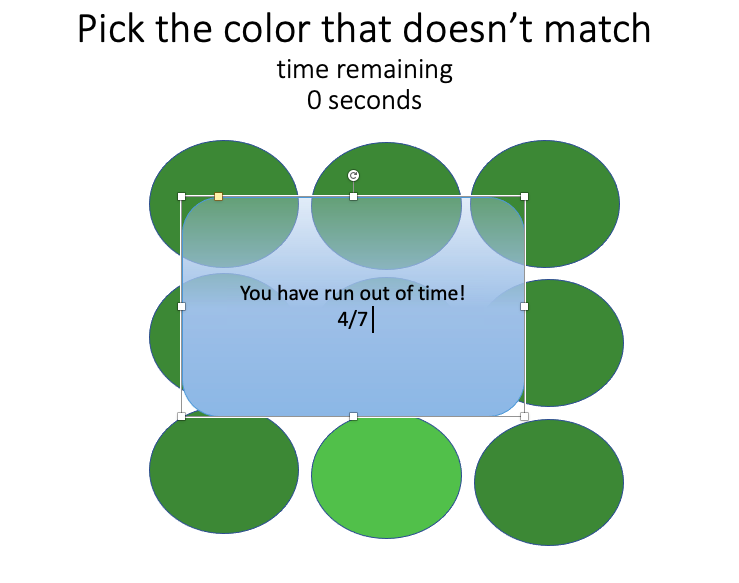 Pick the color that doesn’t match
time remaining
0 seconds
You have run out of time!
4/7